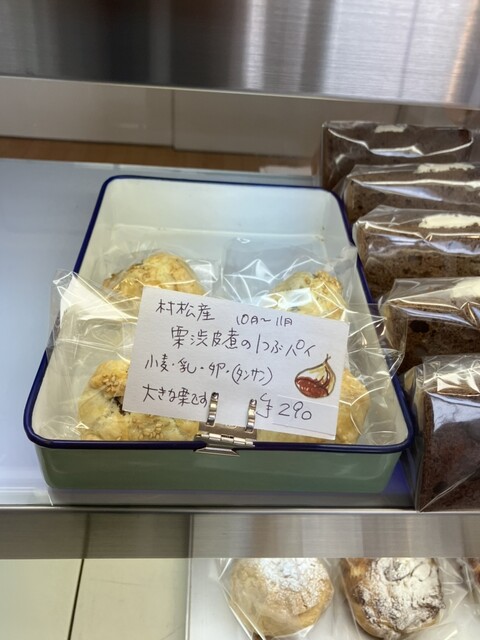 村松産 10月〜11月
栗渋皮煮の1つぶパイ
小麦・乳・卵・(タンサン)
大きな栗です ¥290